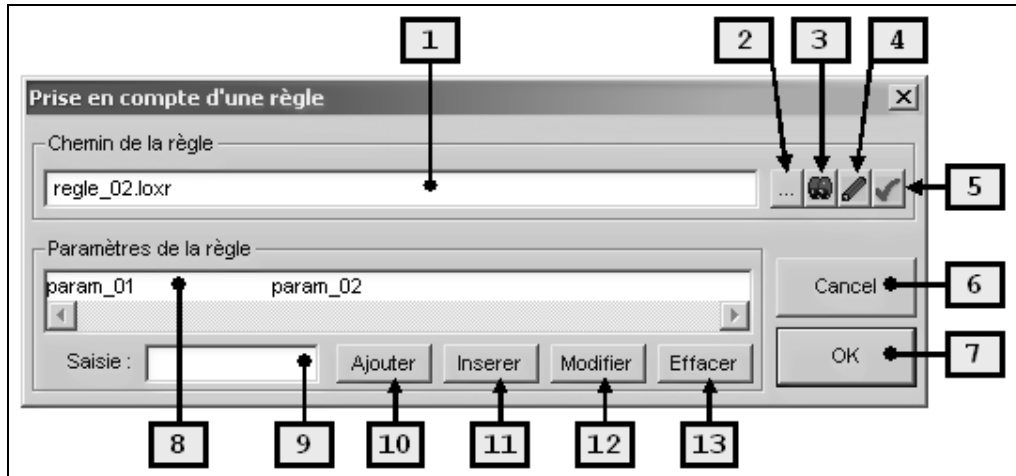 1
2
3
4
Prise en compte d'une règle
Chemin de la règle
regle_02.loxr
...
5
Paramètres de la règle
param_01 param_02
Cancel
6
Saisie :
Ajouter
Inserer
Modifier
Effacer
OK
7
8
9
10
11
12
13